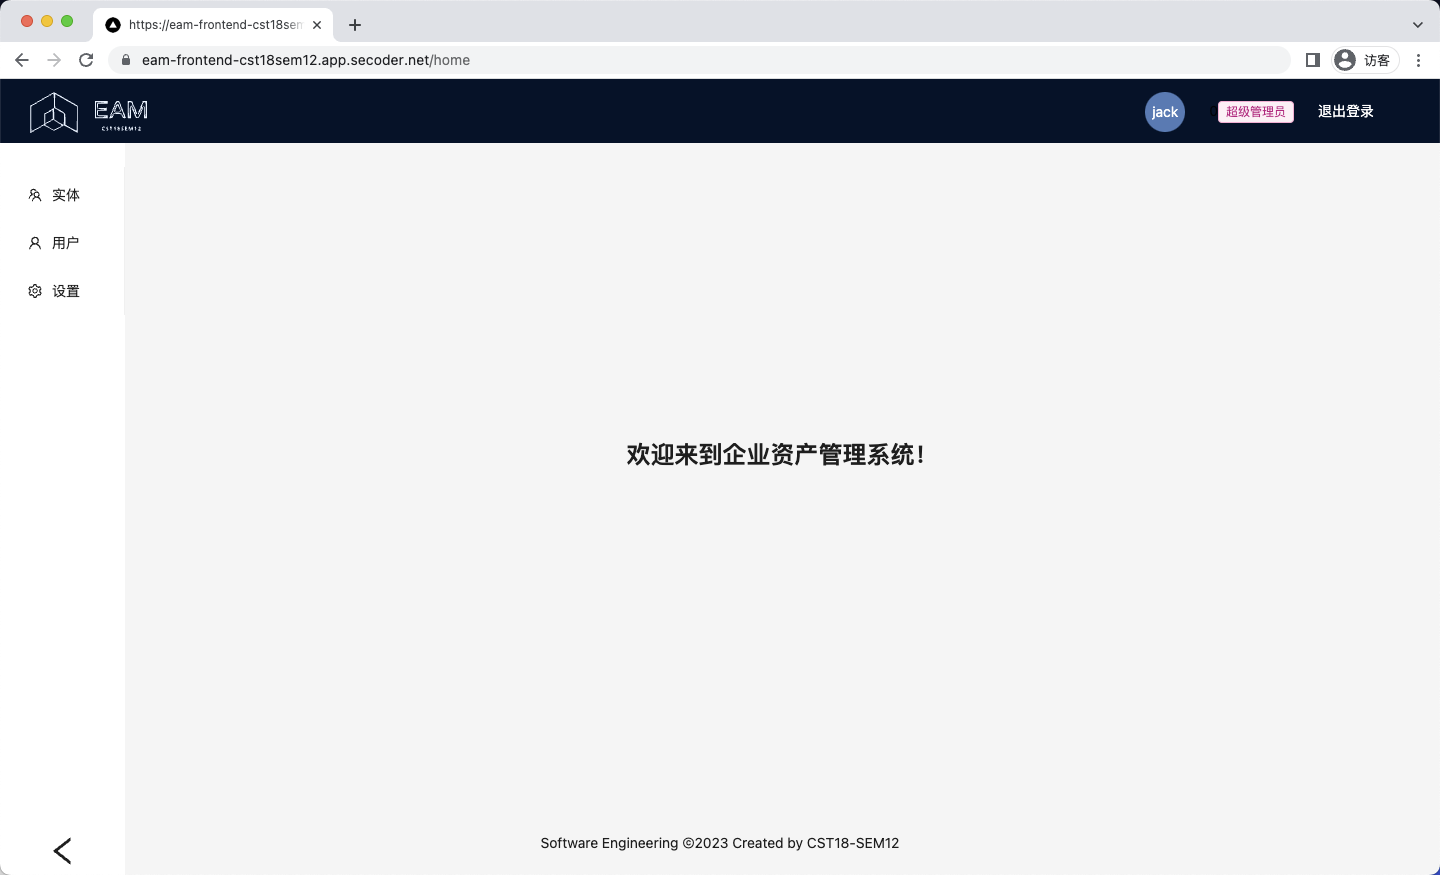 https://eam-frontend-cst18sem
eam-frontend-cst18sem12.app.secoder.net/home
访客
EAM
CST18SEM12
jack
0
超级管理员
退出登录
实体
用户
设置
欢迎来到企业资产管理系统！
Software Engineering ©2023 Created by CST18-SEM12